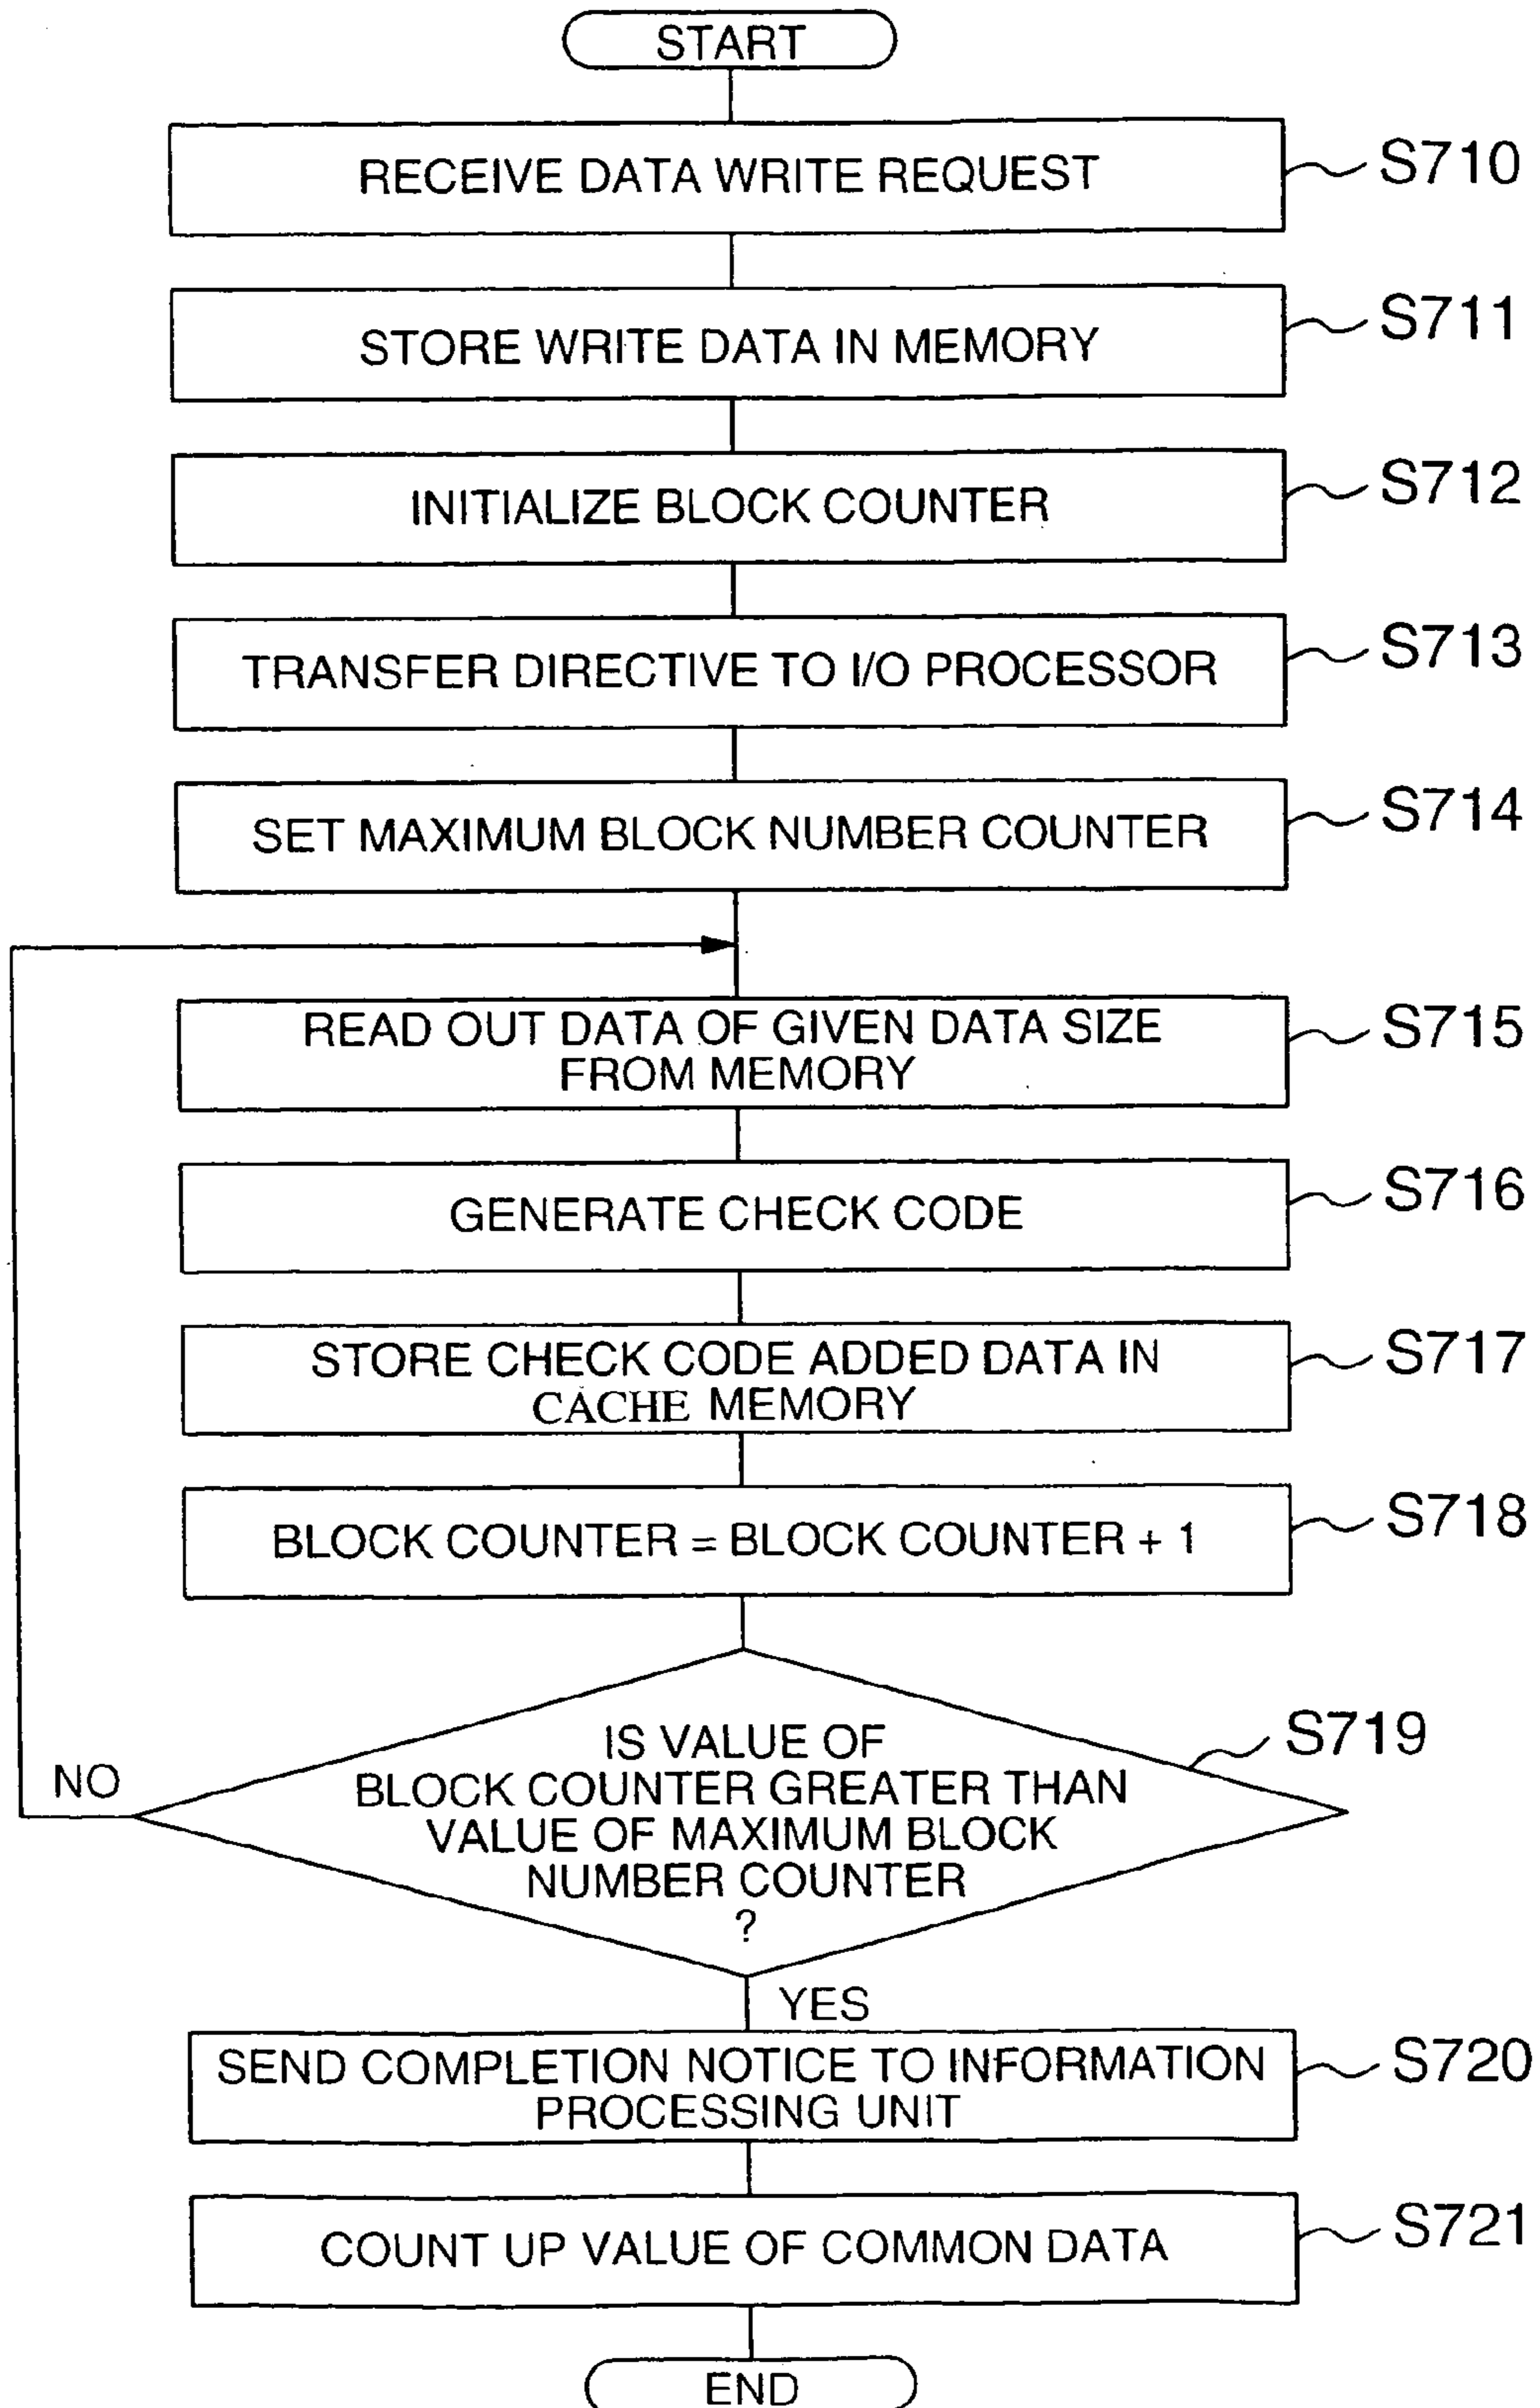 START
RECEIVE DATA WRITE REQUEST
S710
STORE WRITE DATA IN MEMORY
S711
INITIALIZE BLOCK COUNTER
S712
TRANSFER DIRECTIVE TO I/O PROCESSOR
S713
SET MAXIMUM BLOCK NUMBER COUNTER
S714
READ OUT DATA OF GIVEN DATA SIZE
FROM MEMORY
S715
GENERATE CHECK CODE
S716
STORE CHECK CODE ADDED DATA IN
CACHE MEMORY
S717
BLOCK COUNTER = BLOCK COUNTER + 1
S718
IS VALUE OF
BLOCK COUNTER GREATER THAN
VALUE OF MAXIMUM BLOCK
NUMBER COUNTER
?
S719
NO
YES
SEND COMPLETION NOTICE TO INFORMATION
PROCESSING UNIT
S720
COUNT UP VALUE OF COMMON DATA
S721
END